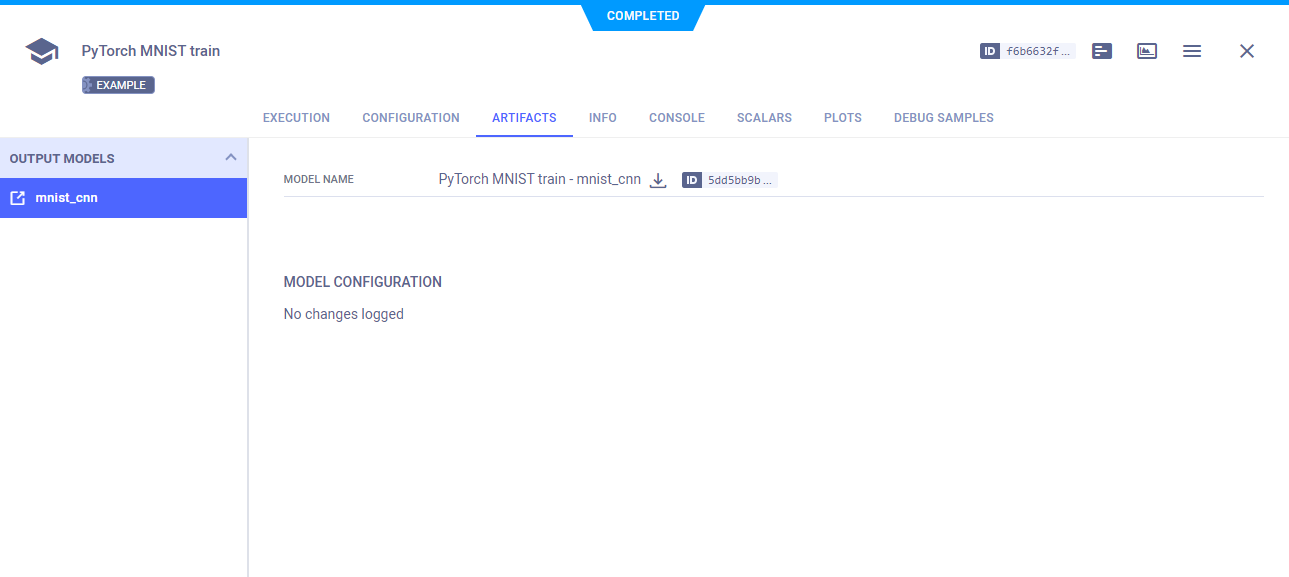 COMPLETED
PyTorch MNIST train
ID f6b6632f...
EXAMPLE
EXECUTION CONFIGURATION ARTIFACTS INFO CONSOLE SCALARS PLOTS DEBUG SAMPLES
OUTPUT MODELS
mnist_cnn
MODEL NAME PyTorch MNIST train - mnist_cnn ID 5dd5bb9b...
MODEL CONFIGURATION
No changes logged